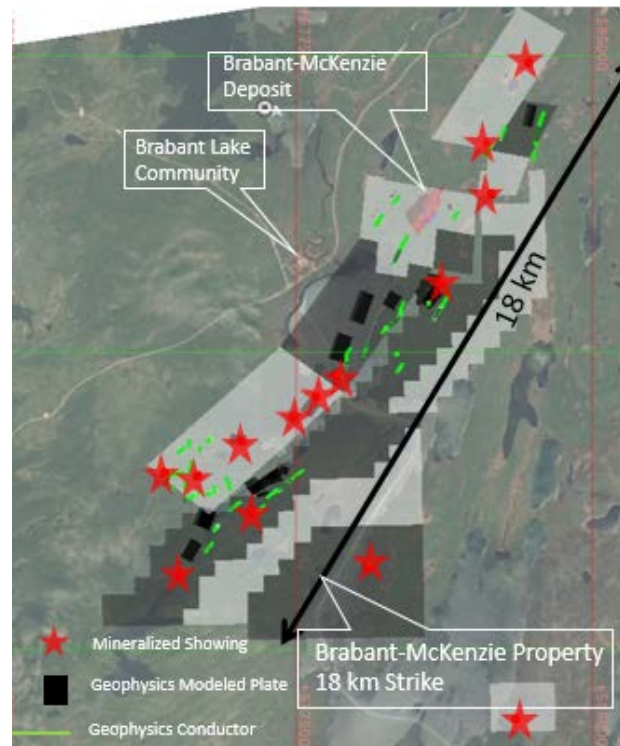 Brabant-McKenzie
Deposit
Brabant Lake
Community
18 km
Mineralized Showing
Brabant-McKenzie Property
18 km Strike
Geophysics Modeled Plate
Geophysics Conductor